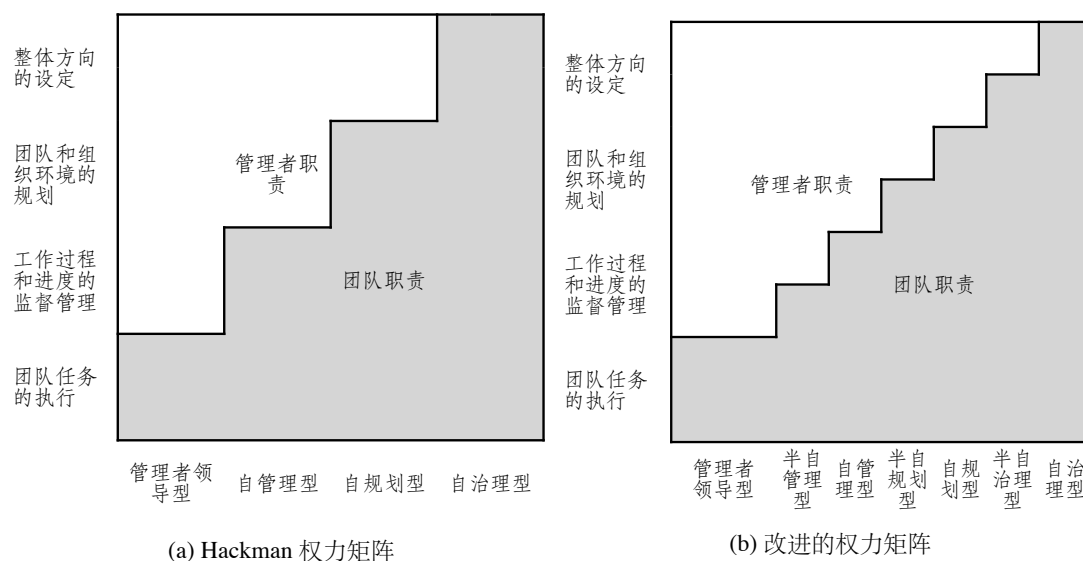 整体方向
的设定
团队和组
织环境的
规划
工作过程
和进度的
监督管理
团队任务
的执行
管理者职
责
团队职责
管理者领
导型
自管理型
自规划型
自治理型
(a) Hackman 权力矩阵
整体方向
的设定
团队和组
织环境的
规划
工作过程
和进度的
监督管理
团队任务
的执行
管理者职责
团队职责
管理者
领导型
半自
管理
型
自管
理型
半自
规划
型
自规
划型
半自
治理
型
自治
理型
(b) 改进的权力矩阵